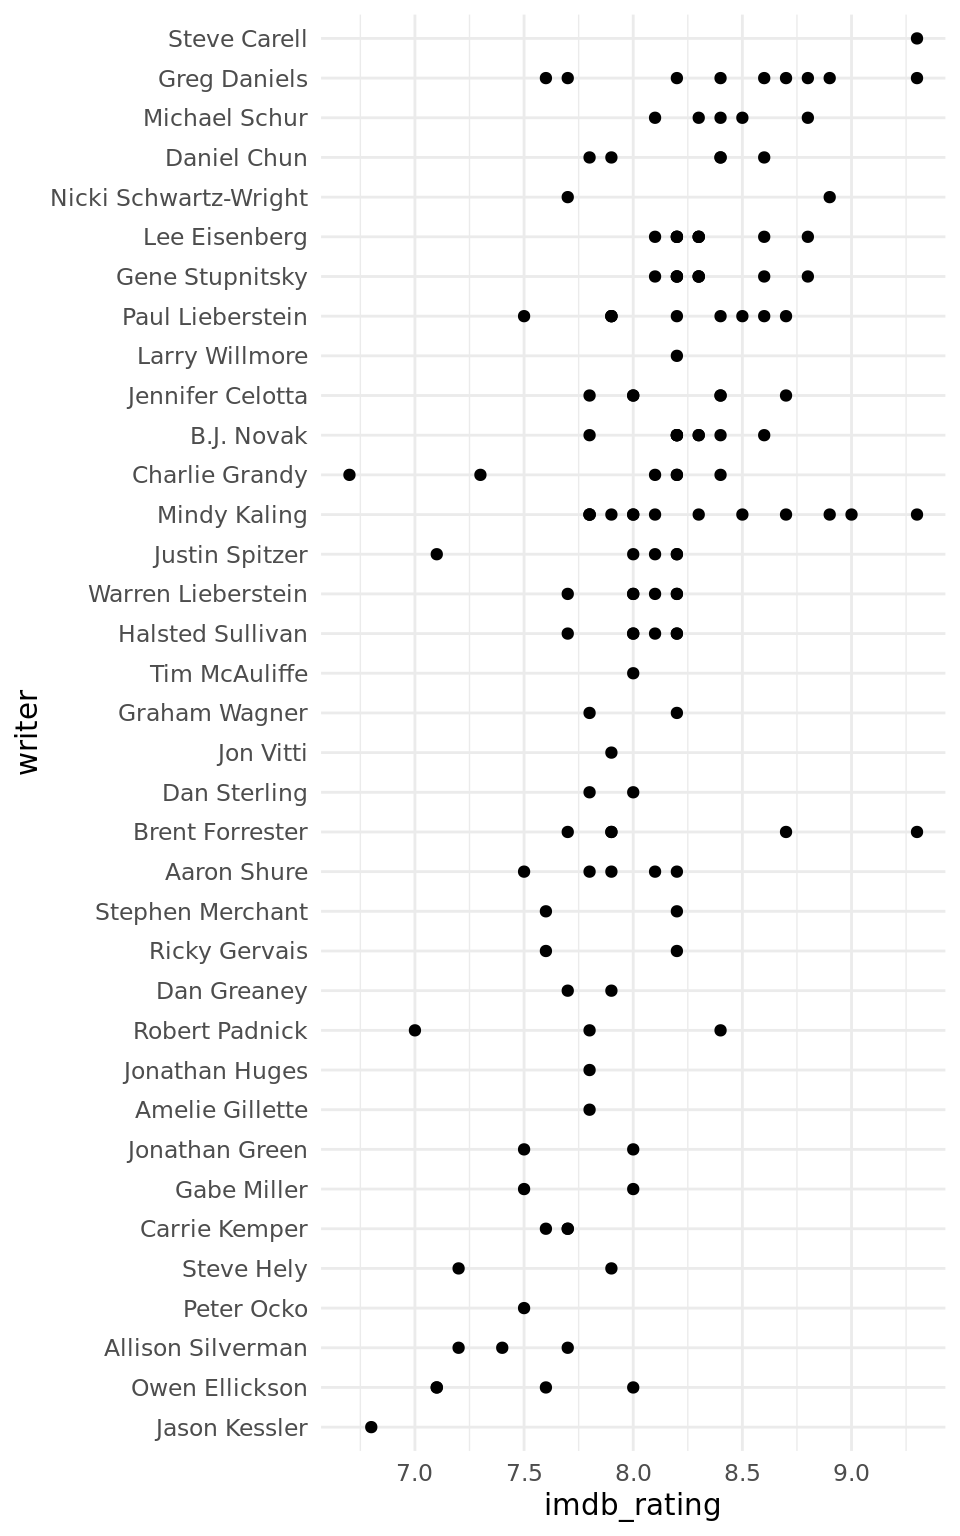 Steve Carell
Greg Daniels
Michael Schur
Daniel Chun
Nicki Schwartz-Wright
Lee Eisenberg
Gene Stupnitsky
Paul Lieberstein
Larry Willmore
Jennifer Celotta
B.J. Novak
Charlie Grandy
Mindy Kaling
Justin Spitzer
Warren Lieberstein
Halsted Sullivan
Tim McAuliffe
Graham Wagner
Jon Vitti
Dan Sterling
Brent Forrester
Aaron Shure
Stephen Merchant
Ricky Gervais
Dan Greaney
Robert Padnick
Jonathan Huges
Amelie Gillette
Jonathan Green
Gabe Miller
Carrie Kemper
Steve Hely
Peter Ocko
Allison Silverman
Owen Ellickson
Jason Kessler
writer
7.0 7.5 8.0 8.5 9.0
imdb_rating